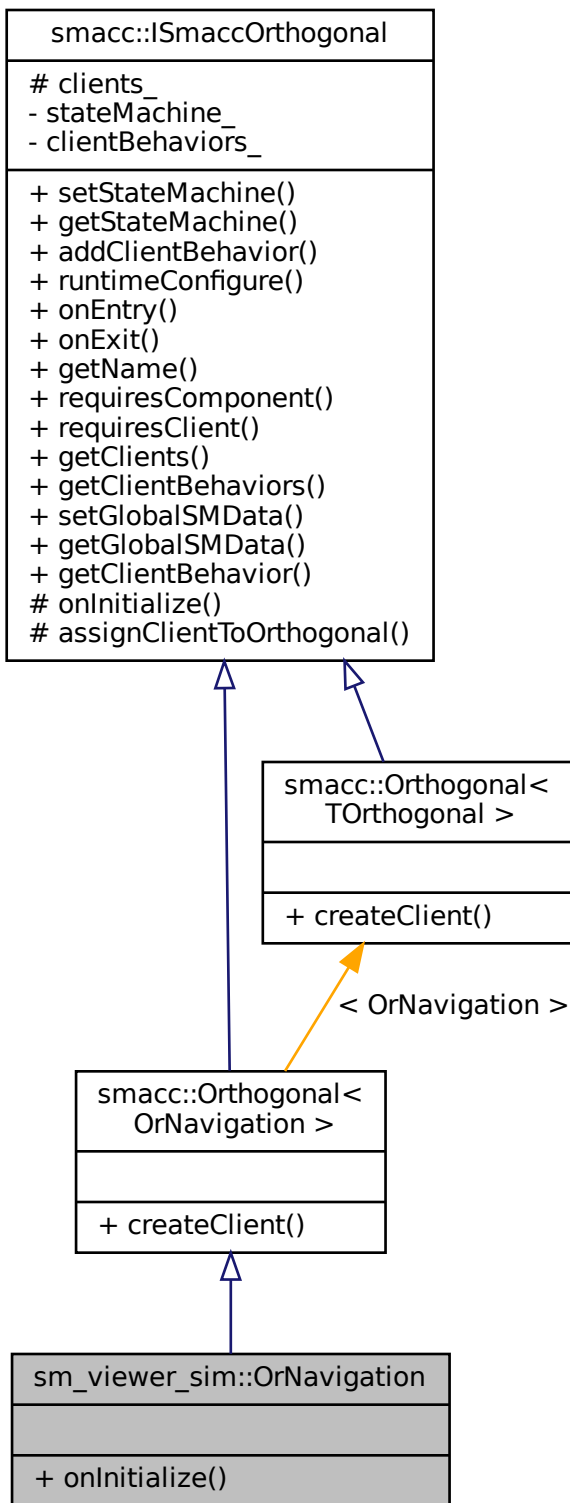 smacc::ISmaccOrthogonal
# clients_
- stateMachine_
- clientBehaviors_
+ setStateMachine()
+ getStateMachine()
+ addClientBehavior()
+ runtimeConfigure()
+ onEntry()
+ onExit()
+ getName()
+ requiresComponent()
+ requiresClient()
+ getClients()
+ getClientBehaviors()
+ setGlobalSMData()
+ getGlobalSMData()
+ getClientBehavior()
# onInitialize()
# assignClientToOrthogonal()
smacc::Orthogonal<
TOrthogonal >
+ createClient()
< OrNavigation >
smacc::Orthogonal<
OrNavigation >
+ createClient()
sm_viewer_sim::OrNavigation
+ onInitialize()